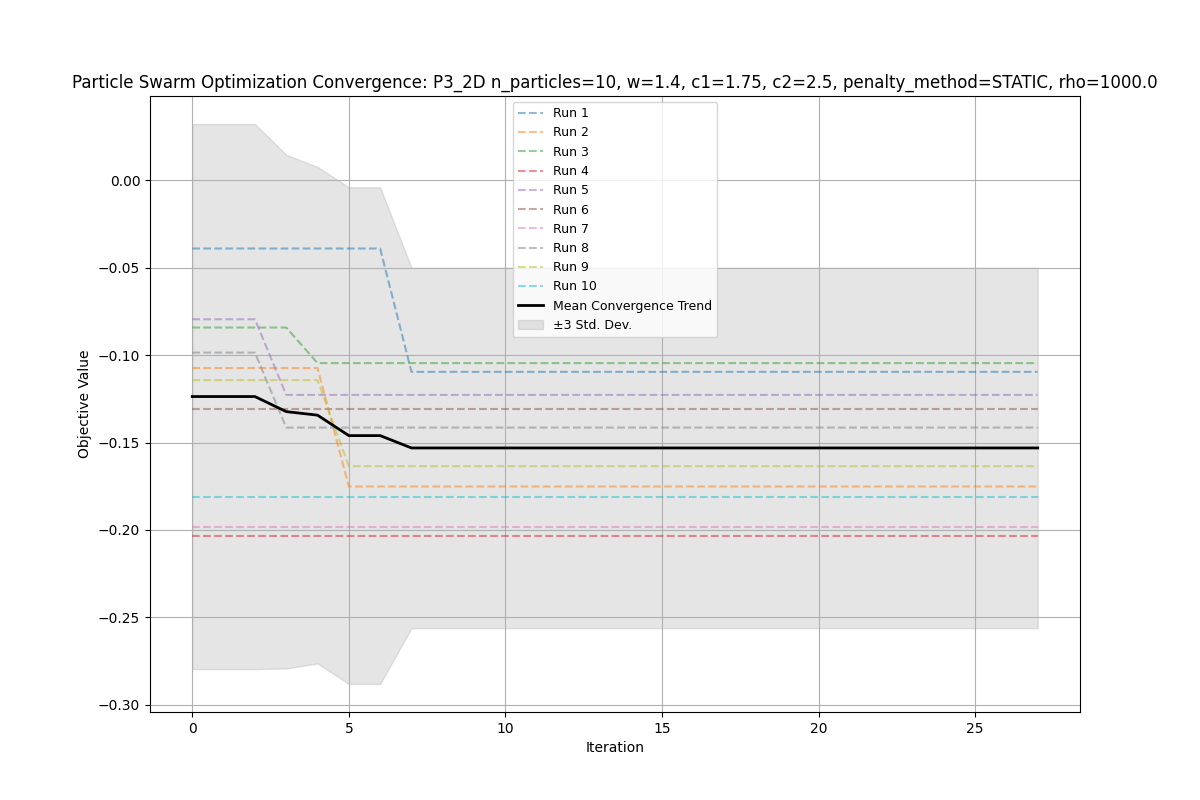 Particle Swarm Optimization Convergence: P3_2D n_particles=10, w=1.4, c1=1.75, c2=2.5, penalty_method=STATIC, rho=1000.0
Run 1
Run 2
Run 3
Run 4
Run 5
Run 6
Run 7
Run 8
Run 9
Run 10
Mean Convergence Trend
±3 Std. Dev.
Objective Value
0.00
−0.05
−0.10
−0.15
−0.20
−0.25
−0.30
0 5 10 15 20 25
Iteration